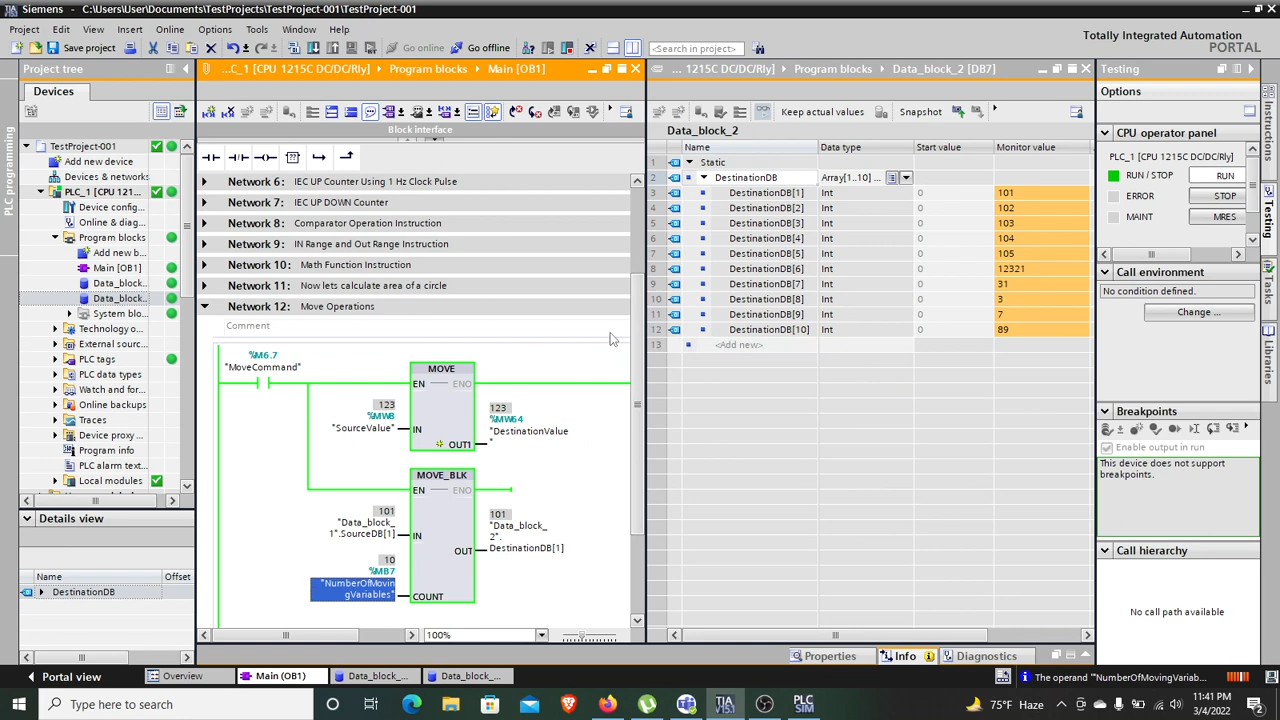 Siemens - C:\Users\User\Documents\TestProjects-001\TestProject-001
Project Edit View Insert Online Options Tools Window Help
Totally Integrated Automation
PORTAL
Save project
Go online
Go offline
<Search in project>
Project tree
...C_1 [CPU 1215C DC/DC/Rly] Program blocks Main [OB1]
... 1215C DC/DC/Rly] Program blocks Data_block_2 [DB7]
Testing
Devices
Options
TestProject-001
Add new device
Devices & networks
PLC_1 [CPU 121...
Device config...
Online & diag...
Program blocks
Add new b...
Main [OB1]
Data_block...
Data_block...
System blo...
Technology o...
External sourc...
PLC tags
PLC data types
Watch and for...
Online backups
Traces
Device proxy ...
Program info
PLC alarm text...
Local modules
Details view
Name Offset
DestinationDB
PLC programming
Block interface
Network 6: IEC UP Counter Using 1 Hz Clock Pulse
Network 7: IEC UP DOWN Counter
Network 8: Comparator Operation Instruction
Network 9: IN Range and Out Range Instruction
Network 10: Math Function Instruction
Network 11: Now lets calculate area of a circle
Network 12: Move Operations
Comment
%M6.7
"MoveCommand"
MOVE
EN ENO
123
%MW8
"SourceValue" IN
123
%MW64
"DestinationValue
"
OUT1
MOVE_BLK
EN ENO
101
"Data_block_
1".SourceDB[1] IN
101
"Data_block_
2".
DestinationDB[1]
OUT
10
%MB7
"NumberOfMovin
gVariables" COUNT
100%
Keep actual values
Snapshot
Data_block_2
Name Data type Start value Monitor value
1 Static
2 DestinationDB Array[1..10] ...
3 DestinationDB[1] Int 0 101
4 DestinationDB[2] Int 0 102
5 DestinationDB[3] Int 0 103
6 DestinationDB[4] Int 0 104
7 DestinationDB[5] Int 0 105
8 DestinationDB[6] Int 0 12321
9 DestinationDB[7] Int 0 31
10 DestinationDB[8] Int 0 3
11 DestinationDB[9] Int 0 7
12 DestinationDB[10] Int 0 89
13 <Add new>
CPU operator panel
PLC_1 [CPU 1215C DC/DC/Rly]
RUN / STOP RUN
ERROR STOP
MAINT MRES
Call environment
No condition defined.
Change ...
Breakpoints
Enable output in run
This device does not support
breakpoints.
Call hierarchy
No call path available
Instructions
Testing
Tasks
Libraries
Properties Info Diagnostics
Portal view Overview Main (OB1) Data_block_... Data_block_...
The operand "NumberOfMovingVariab...
Type here to search
TIA
V17
PLC
SIM
75°F Haze
11:41 PM
3/4/2022